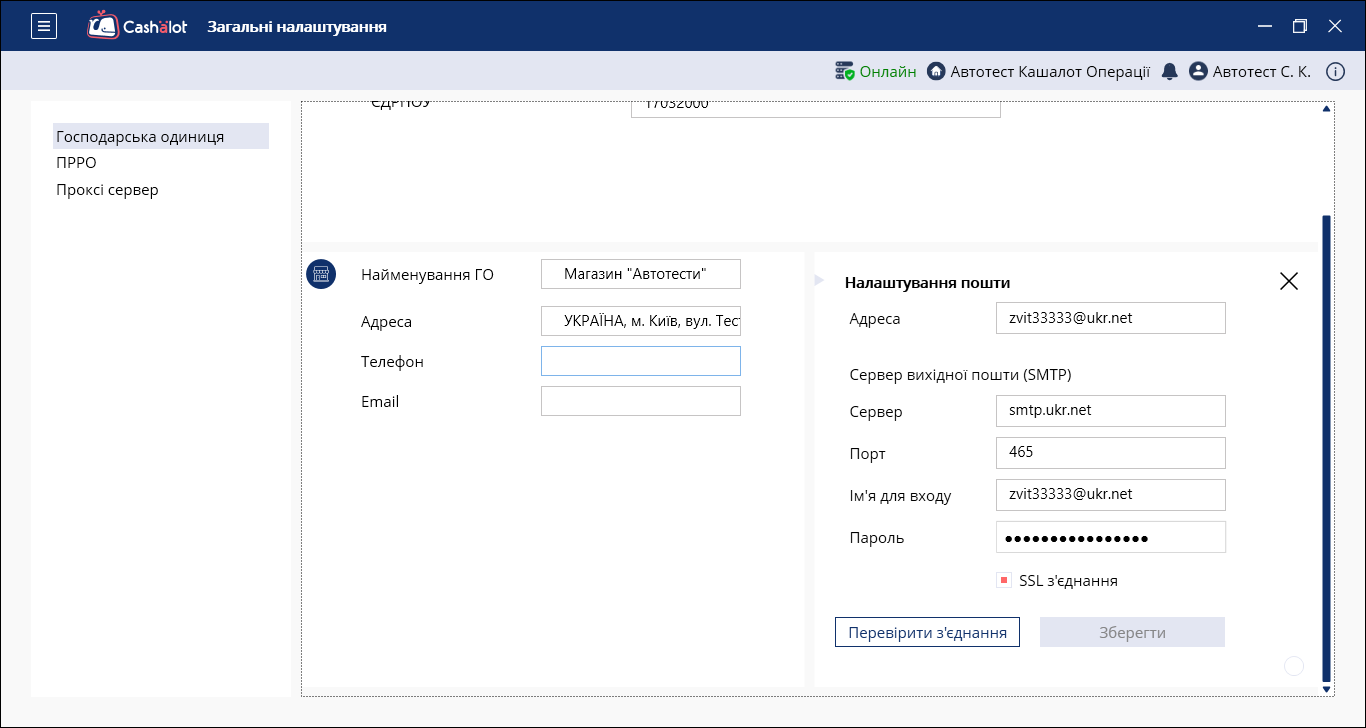 Cashalot Загальні налаштування
Онлайн Автотест Кашалот Операції Автотест С. К.
Господарська одиниця
ПРРО
Проксі сервер
ЄДРПОУ 17032000
Найменування ГО Магазин "Автотести"
Адреса УКРАЇНА, м. Київ, вул. Тест
Телефон
Email
Налаштування пошти
Адреса zvit33333@ukr.net
Сервер вихідної пошти (SMTP)
Сервер smtp.ukr.net
Порт 465
Ім'я для входу zvit33333@ukr.net
Пароль ••••••••••••••••
SSL з'єднання
Перевірити з'єднання Зберегти